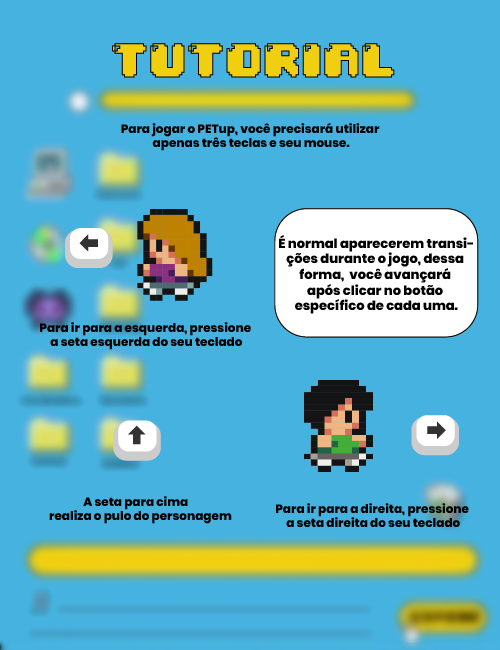 TUTORIAL
Para jogar o PETup, você precisará utilizar
apenas três teclas e seu mouse.
É normal aparecerem transi-
ções durante o jogo, dessa
forma, você avançará
após clicar no botão
específico de cada uma.
Para ir para a esquerda, pressione
a seta esquerda do seu teclado
A seta para cima
realiza o pulo do personagem
Para ir para a direita, pressione
a seta direita do seu teclado